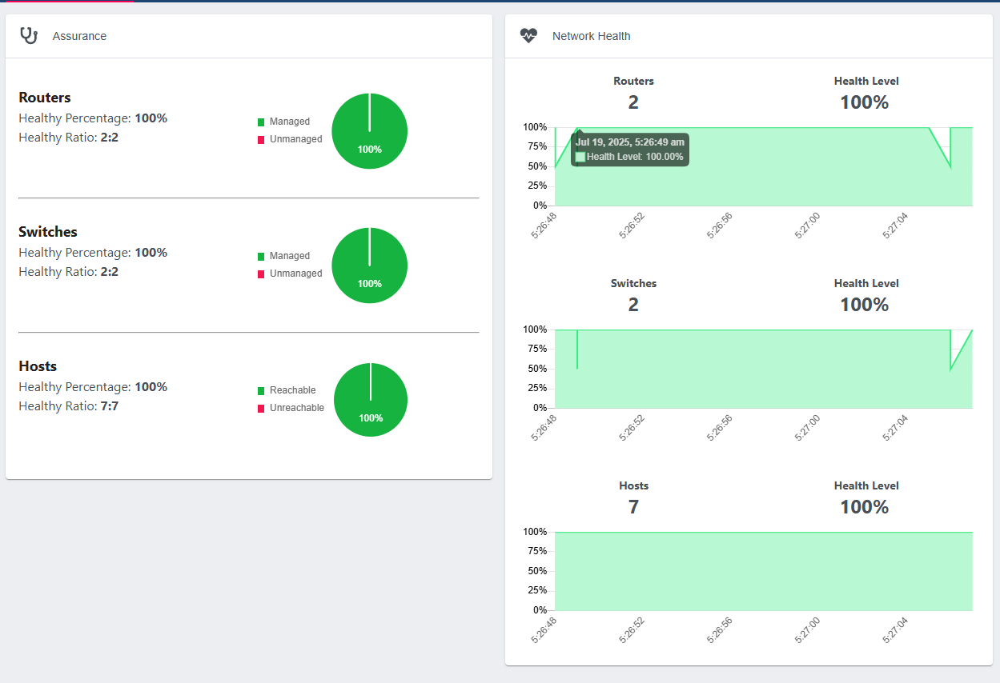 Assurance
Routers
Healthy Percentage: 100%
Healthy Ratio: 2:2
Managed
Unmanaged
100%
Switches
Healthy Percentage: 100%
Healthy Ratio: 2:2
Managed
Unmanaged
100%
Hosts
Healthy Percentage: 100%
Healthy Ratio: 7:7
Reachable
Unreachable
100%
Network Health
Routers Health Level
2 100%
100%
75%
50%
25%
0%
Jul 19, 2025, 5:26:49 am
Health Level: 100.00%
5:26:48 5:26:52 5:26:56 5:27:00 5:27:04
Switches Health Level
2 100%
100%
75%
50%
25%
0%
5:26:48 5:26:52 5:26:56 5:27:00 5:27:04
Hosts Health Level
7 100%
100%
75%
50%
25%
0%
5:26:48 5:26:52 5:26:56 5:27:00 5:27:04